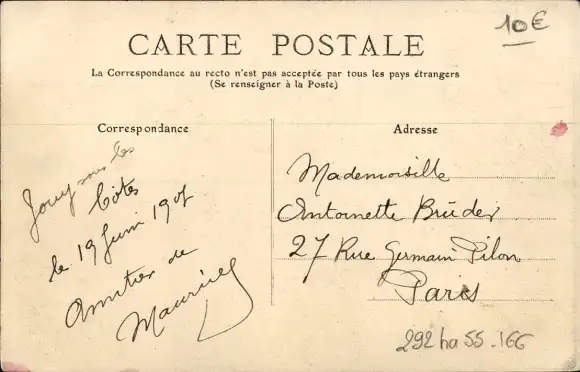 10€
CARTE POSTALE
La Correspondance au recto n'est pas acceptée par tous les pays étrangers
(Se renseigner à la Poste)
Correspondance
Jouy sous les
Côtes
le 19 Juin 1907
Amitiés de
Maurice
Adresse
Mademoiselle
Antoinette Brüder
27 Rue Germain Pilon
Paris
292 ha 55 - 166